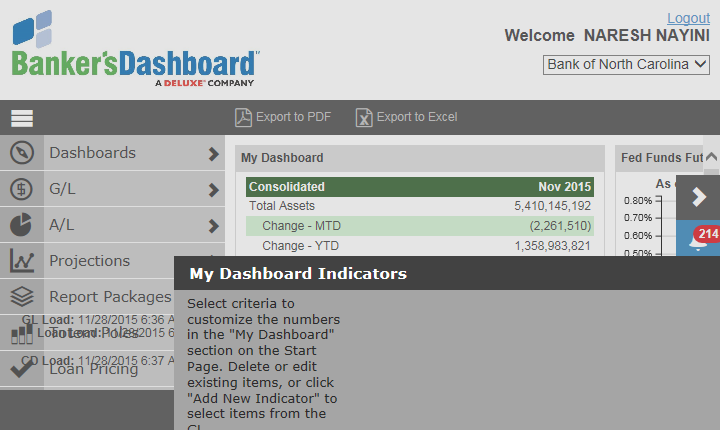 Logout
Welcome NARESH NAYINI
Banker'sDashboard™
A DELUXE® COMPANY
Bank of North Carolina
Export to PDF
Export to Excel
Dashboards
G/L
A/L
Projections
Report Packages
GL Load: 11/28/2015 6:36 A
Totem Poles
Loan Load: 11/28/2015 6
CD Load: 11/28/2015 6:37 A
Loan Pricing
My Dashboard
Consolidated Nov 2015
Total Assets 5,410,145,192
Change - MTD (2,261,510)
Change - YTD 1,358,983,821
Fed Funds Fut
As
0.80%
0.70%
0.60%
0.50%
214
My Dashboard Indicators
Select criteria to
customize the numbers
in the "My Dashboard"
section on the Start
Page. Delete or edit
existing items, or click
"Add New Indicator" to
select items from the